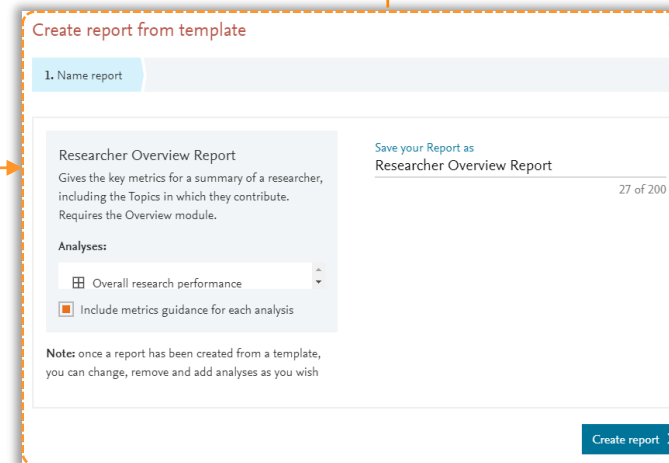 Create report from template
1. Name report
Researcher Overview Report
Gives the key metrics for a summary of a researcher,
including the Topics in which they contribute.
Requires the Overview module.
Analyses:
Overall research performance
Include metrics guidance for each analysis
Note: once a report has been created from a template,
you can change, remove and add analyses as you wish
Save your Report as
Researcher Overview Report
27 of 200
Create report